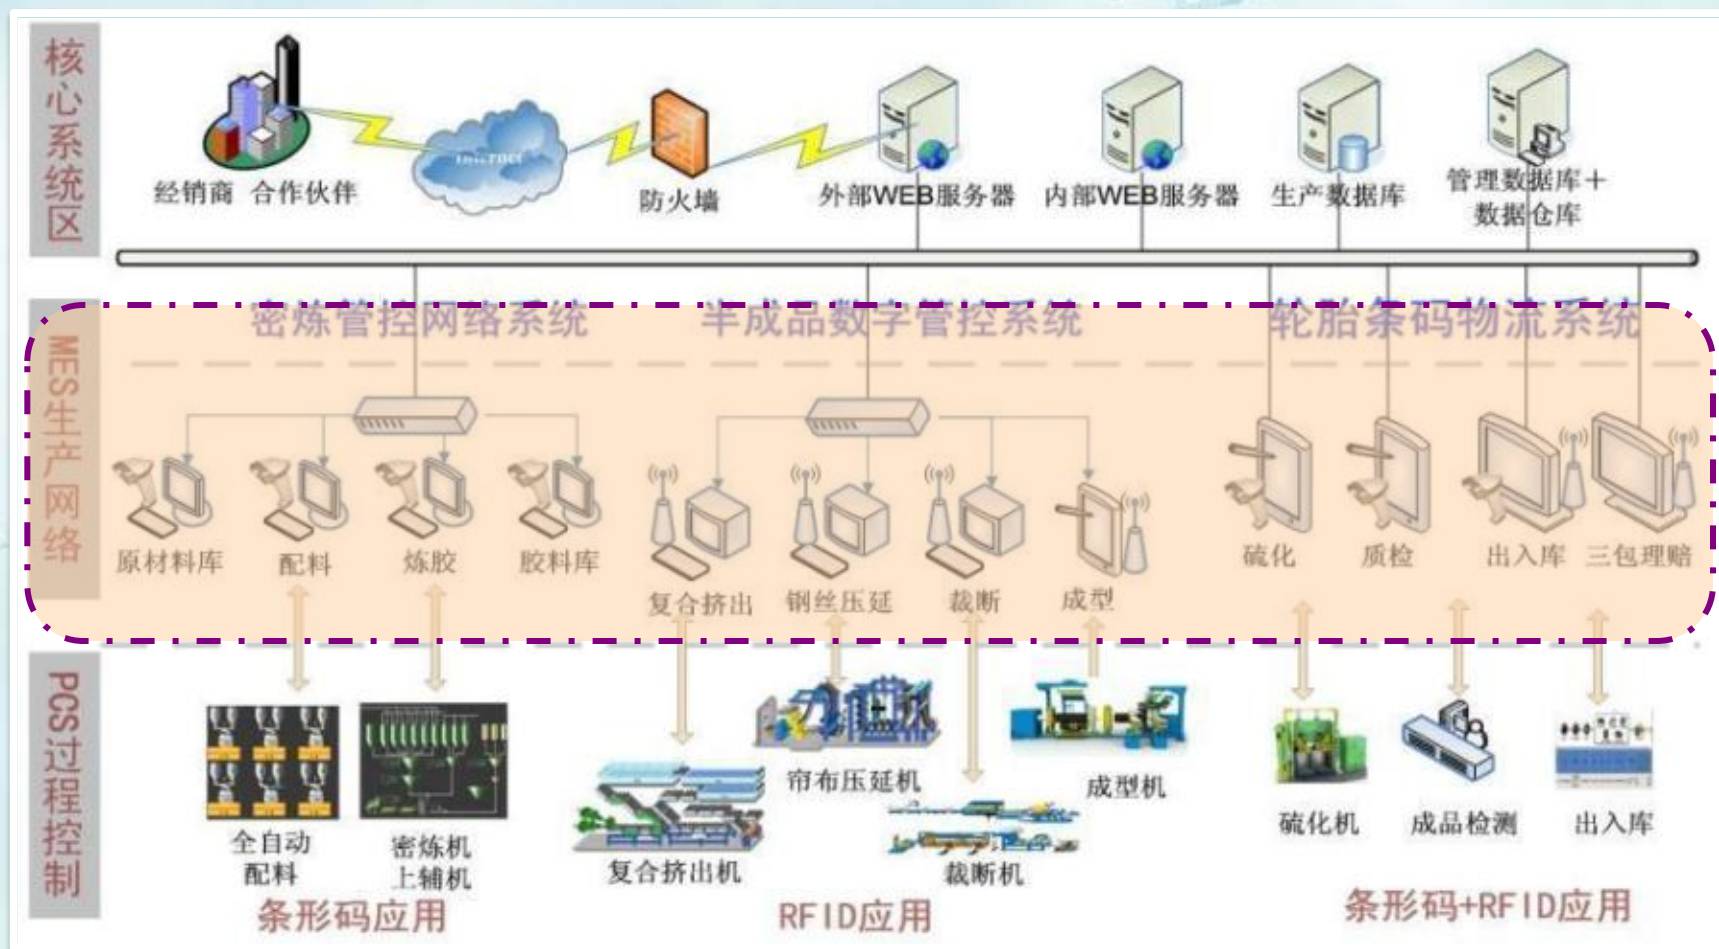 核心系统区
Internet
经销商 合作伙伴
防火墙
外部WEB服务器
内部WEB服务器
生产数据库
管理数据库+
数据仓库
MES生产网络
密炼管控网络系统
半成品数字管控系统
轮胎条码物流系统
原材料库
配料
炼胶
胶料库
复合挤出
钢丝压延
裁断
成型
硫化
质检
出入库
三包理赔
PCS过程控制
全自动
配料
密炼机
上辅机
复合挤出机
帘布压延机
裁断机
成型机
硫化机
成品检测
出入库
条形码应用
RFID应用
条形码+RFID应用